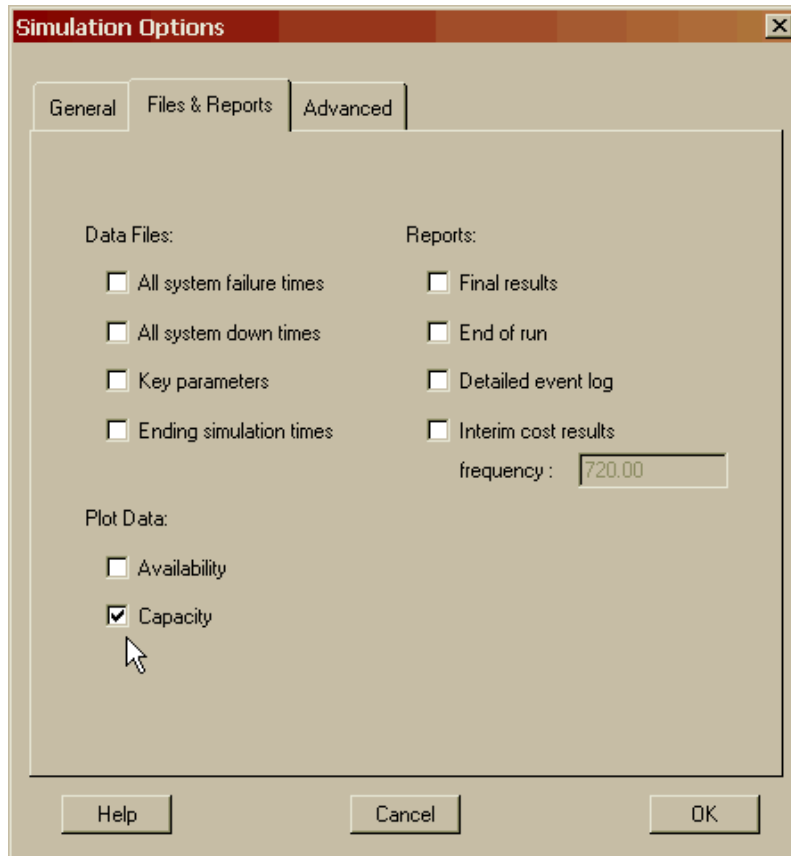 Simulation Options
General Files & Reports Advanced
Data Files:
All system failure times
All system down times
Key parameters
Ending simulation times
Plot Data:
Availability
Capacity
Reports:
Final results
End of run
Detailed event log
Interim cost results
frequency : 720.00
Help Cancel OK